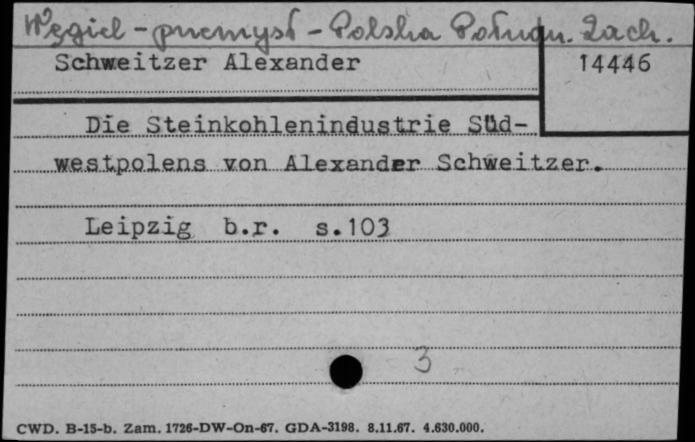 Węgiel - przemysł - Polska Połudn. Zach.
Schweitzer Alexander 14446
Die Steinkohlenindustrie Süd-
westpolens von Alexander Schweitzer.
Leipzig b.r. s.103
3
CWD. B-15-b. Zam. 1726-DW-On-67. GDA-3198. 8.11.67. 4.630.000.